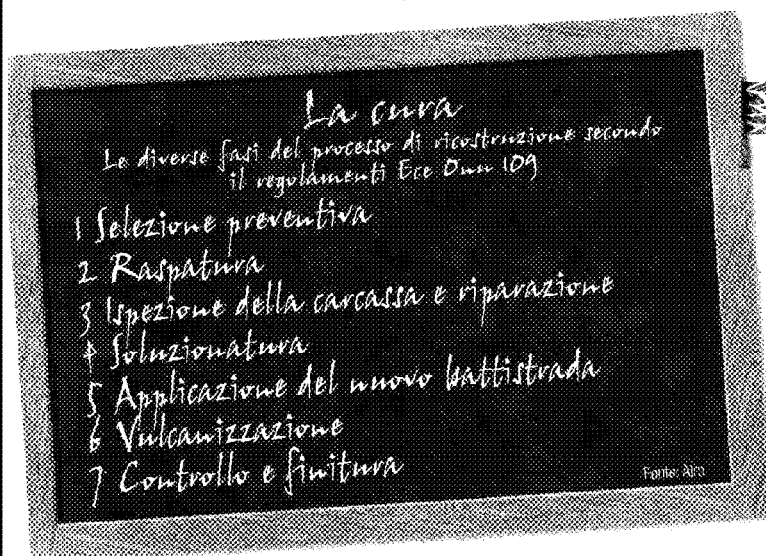 La cura
Le diverse fasi del processo di ricostruzione secondo
il regolamenti Ece Onu 109
1 Selezione preventiva
2 Raspatura
3 Ispezione della carcassa e riparazione
4 Soluzionatura
5 Applicazione del nuovo battistrada
6 Vulcanizzazione
7 Controllo e finitura
Fonte: Airp